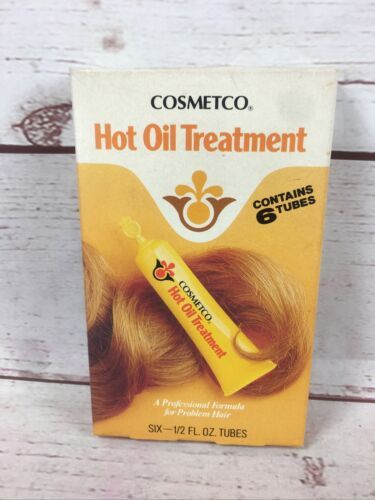 COSMETCO®
Hot Oil Treatment
CONTAINS
6 TUBES
COSMETCO®
Hot Oil Treatment
A Professional Formula
for Problem Hair
SIX—1/2 FL. OZ. TUBES